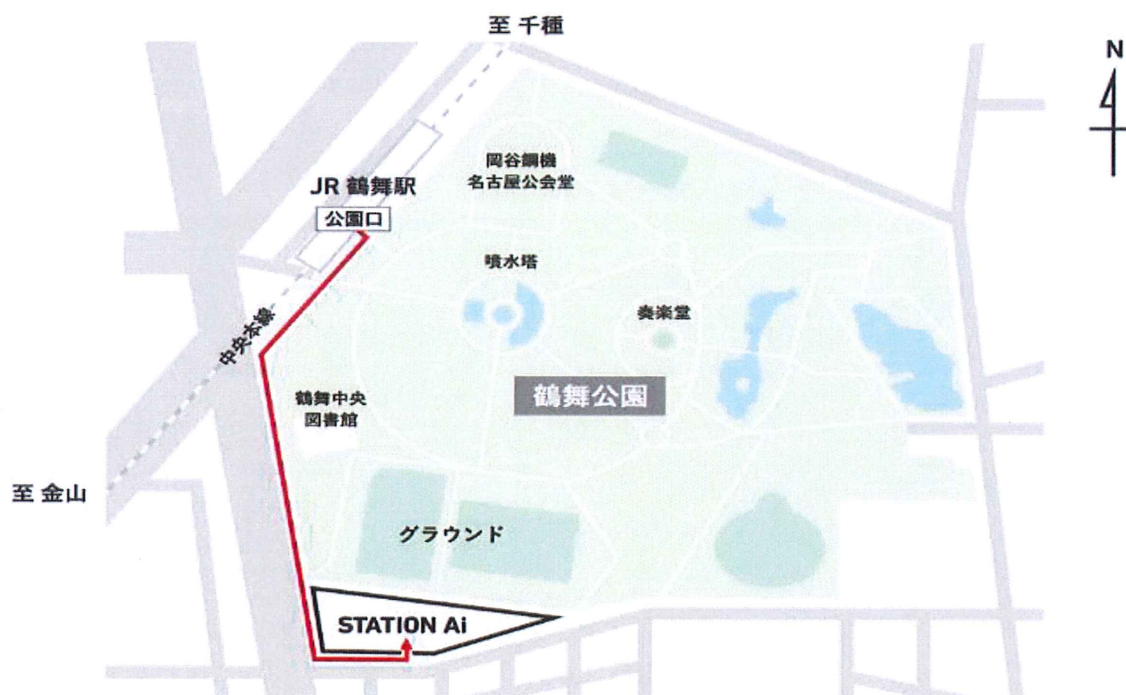 至 千種
N
岡谷鋼機
名古屋公会堂
JR 鶴舞駅
公園口
噴水塔
奏楽堂
中央本線
鶴舞公園
鶴舞中央
図書館
至 金山
グラウンド
STATION Ai